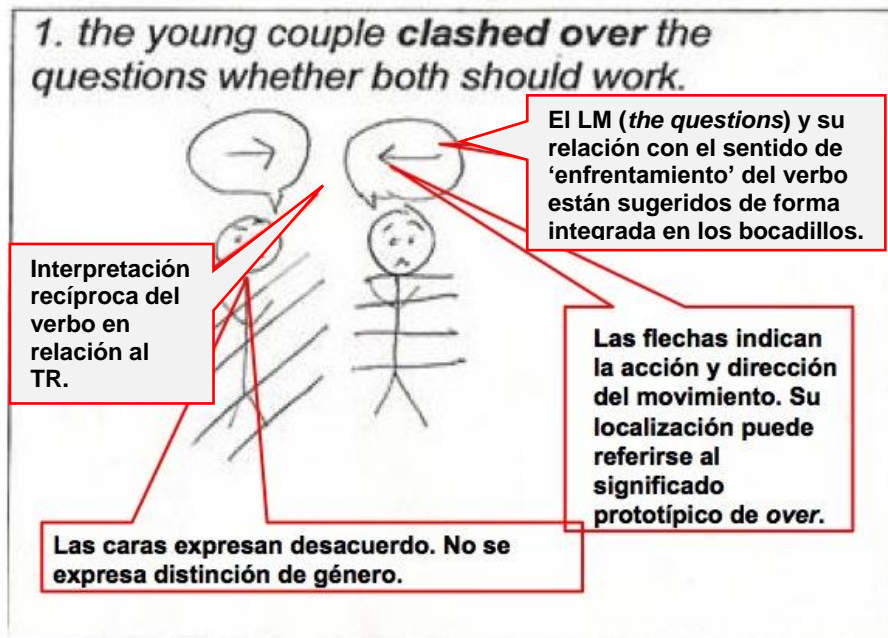 1. the young couple clashed over the
questions whether both should work.
El LM (the questions) y su
relación con el sentido de
‘enfrentamiento’ del verbo
están sugeridos de forma
integrada en los bocadillos.
Interpretación
recíproca del
verbo en
relación al
TR.
Las flechas indican
la acción y dirección
del movimiento. Su
localización puede
referirse al
significado
prototípico de over.
Las caras expresan desacuerdo. No se
expresa distinción de género.